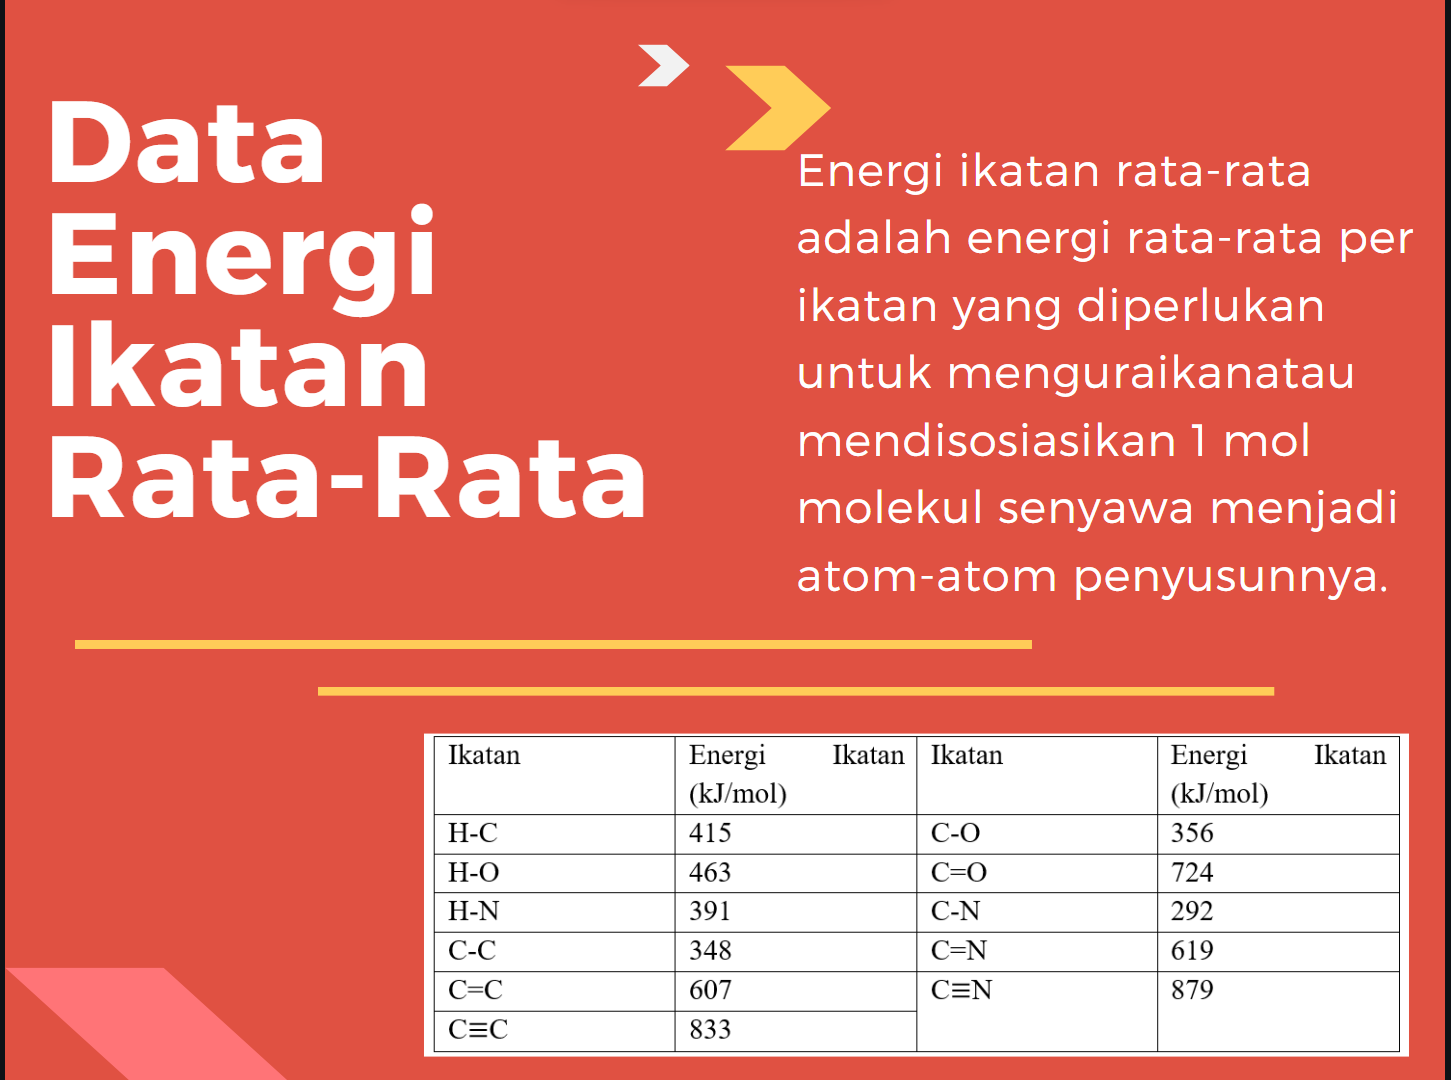 Data
Energi
Ikatan
Rata-Rata
Energi ikatan rata-rata
adalah energi rata-rata per
ikatan yang diperlukan
untuk menguraikanatau
mendisosiasikan 1 mol
molekul senyawa menjadi
atom-atom penyusunnya.
Ikatan Energi Ikatan (kJ/mol) Ikatan Energi Ikatan (kJ/mol)
H-C 415 C-O 356
H-O 463 C=O 724
H-N 391 C-N 292
C-C 348 C=N 619
C=C 607 C≡N 879
C≡C 833